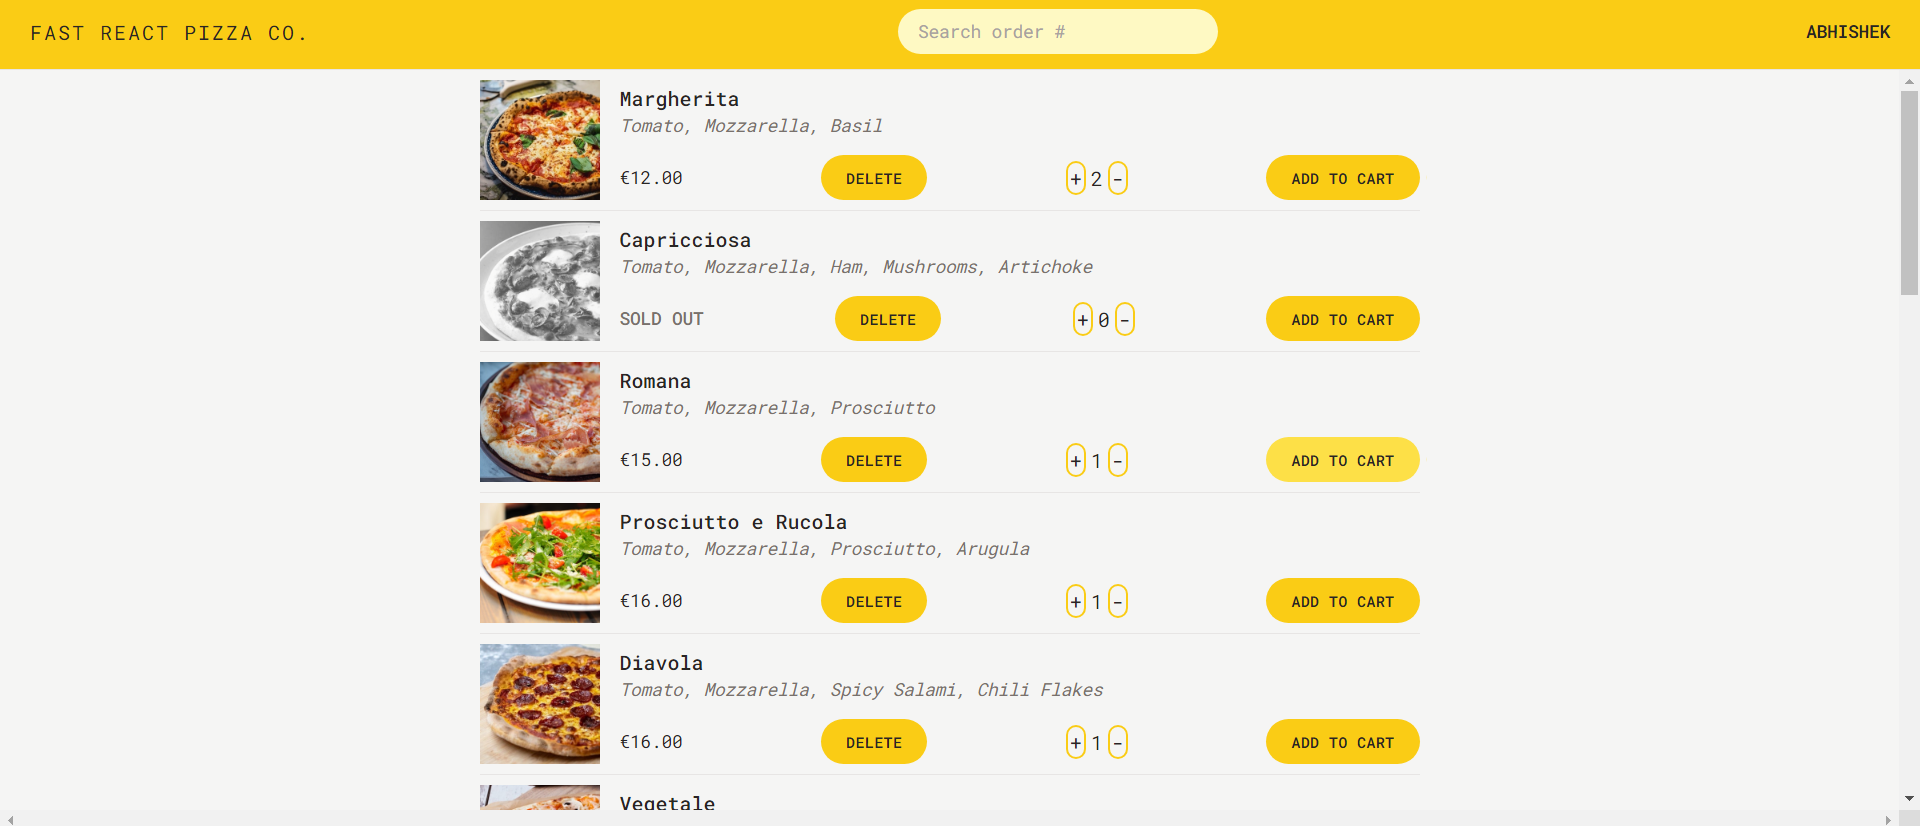 FAST REACT PIZZA CO.
Search order #
ABHISHEK
Margherita
Tomato, Mozzarella, Basil
€12.00 DELETE + 2 - ADD TO CART
Capricciosa
Tomato, Mozzarella, Ham, Mushrooms, Artichoke
SOLD OUT DELETE + 0 - ADD TO CART
Romana
Tomato, Mozzarella, Prosciutto
€15.00 DELETE + 1 - ADD TO CART
Prosciutto e Rucola
Tomato, Mozzarella, Prosciutto, Arugula
€16.00 DELETE + 1 - ADD TO CART
Diavola
Tomato, Mozzarella, Spicy Salami, Chili Flakes
€16.00 DELETE + 1 - ADD TO CART
Vegetale